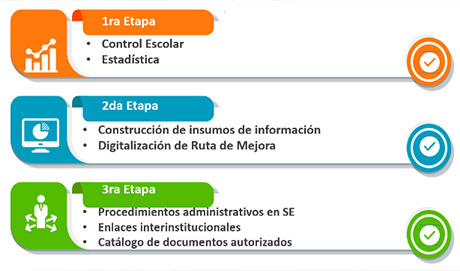 1ra Etapa
• Control Escolar
• Estadística
2da Etapa
• Construcción de insumos de información
• Digitalización de Ruta de Mejora
3ra Etapa
• Procedimientos administrativos en SE
• Enlaces interinstitucionales
• Catálogo de documentos autorizados